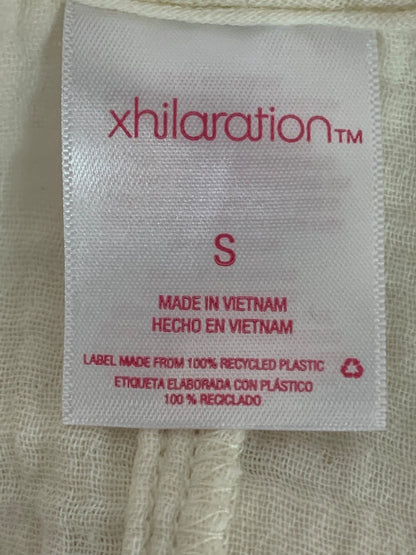 xhilaration™
S
MADE IN VIETNAM
HECHO EN VIETNAM
LABEL MADE FROM 100% RECYCLED PLASTIC
ETIQUETA ELABORADA CON PLÁSTICO
100 % RECICLADO